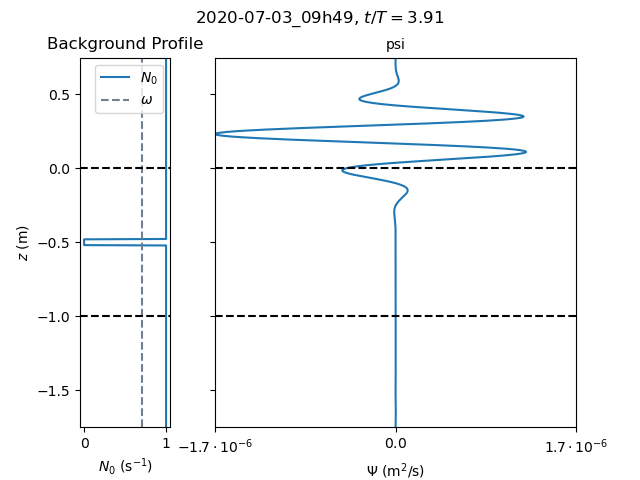 2020-07-03_09h49, t/T = 3.91
Background Profile
psi
N₀
ω
0.5
0.0
−0.5
−1.0
−1.5
z (m)
0
1
−1.7 · 10⁻⁶
0.0
1.7 · 10⁻⁶
N₀ (s⁻¹)
Ψ (m²/s)